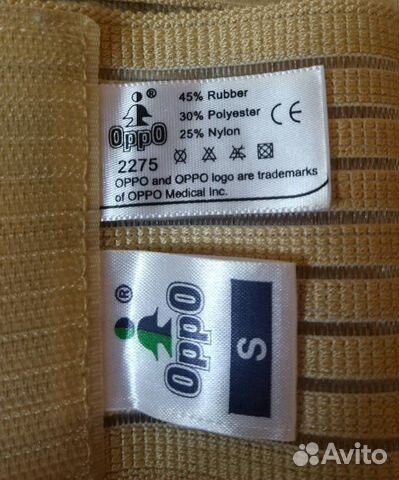 OppO ®
45% Rubber
30% Polyester CE
25% Nylon
2275
OPPO and OPPO logo are trademarks
of OPPO Medical Inc.
OppO ®
S
Avito